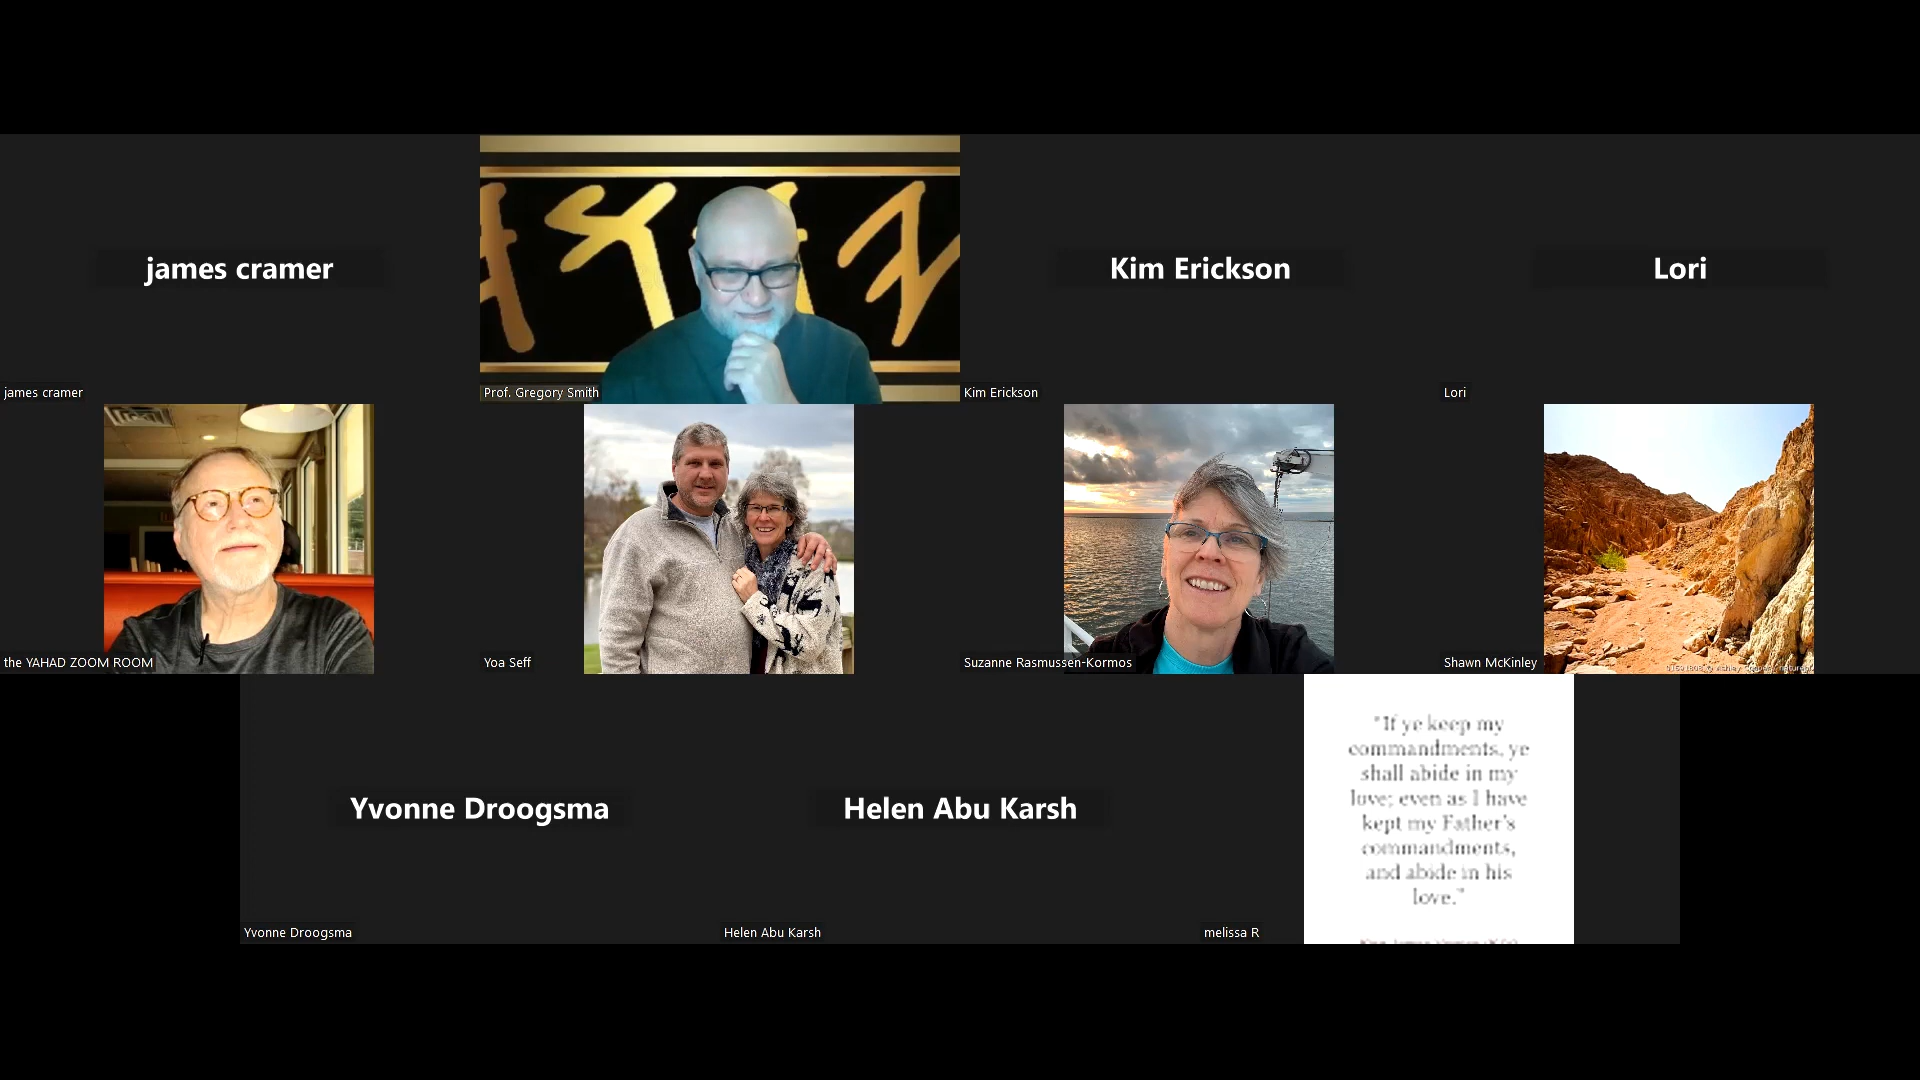 james cramer
Kim Erickson
Lori
james cramer
Prof. Gregory Smith
Kim Erickson
Lori
the YAHAD ZOOM ROOM
Yoa Seff
Suzanne Rasmussen-Kormos
Shawn McKinley
"If ye keep my
commandments, ye
shall abide in my
love; even as I have
kept my Father's
commandments,
and abide in his
love."
Yvonne Droogsma
Helen Abu Karsh
Yvonne Droogsma
Helen Abu Karsh
melissa R